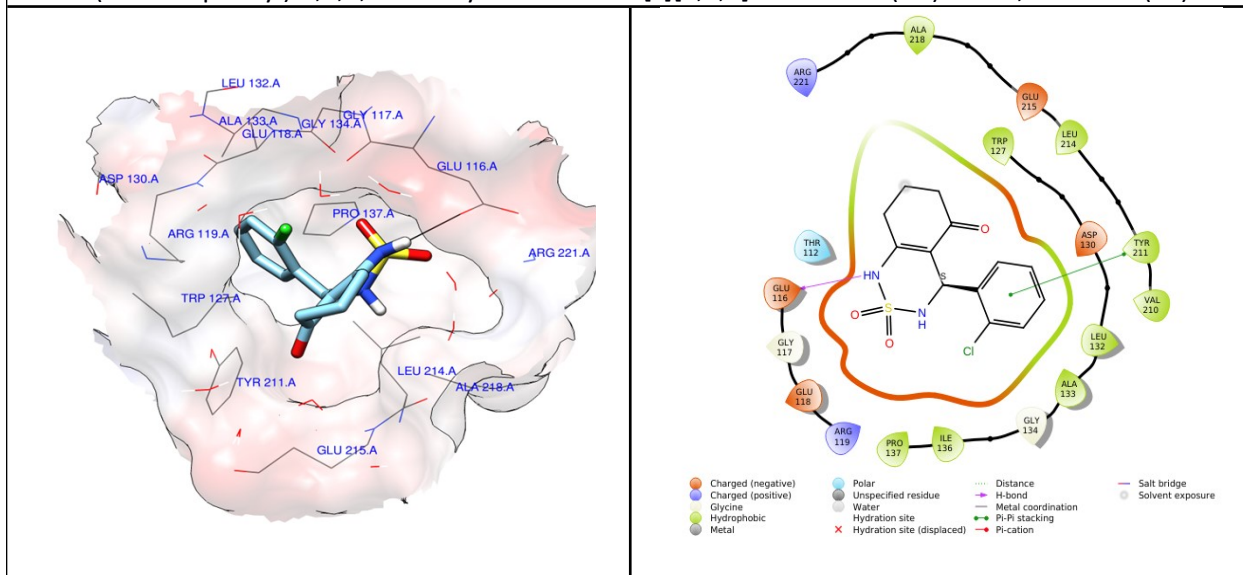 LEU 132.A
ALA 133.A
GLY 134.A
GLY 117.A
GLU 118.A
GLU 116.A
ASP 130.A
PRO 137.A
ARG 119.A
ARG 221.A
TRP 127.A
TYR 211.A
LEU 214.A
ALA 218.A
GLU 215.A
ALA
218
ARG
221
GLU
215
TRP
127
LEU
214
THR
112
O
ASP
130
TYR
211
HN
S
GLU
116
VAL
210
O
S
N
H
O
GLY
117
LEU
132
Cl
GLU
118
ALA
133
ARG
119
GLY
134
PRO
137
ILE
136
Charged (negative)
Charged (positive)
Glycine
Hydrophobic
Metal
Polar
Unspecified residue
Water
Hydration site
Hydration site (displaced)
Distance
H-bond
Metal coordination
Pi-Pi stacking
Pi-cation
Salt bridge
Solvent exposure